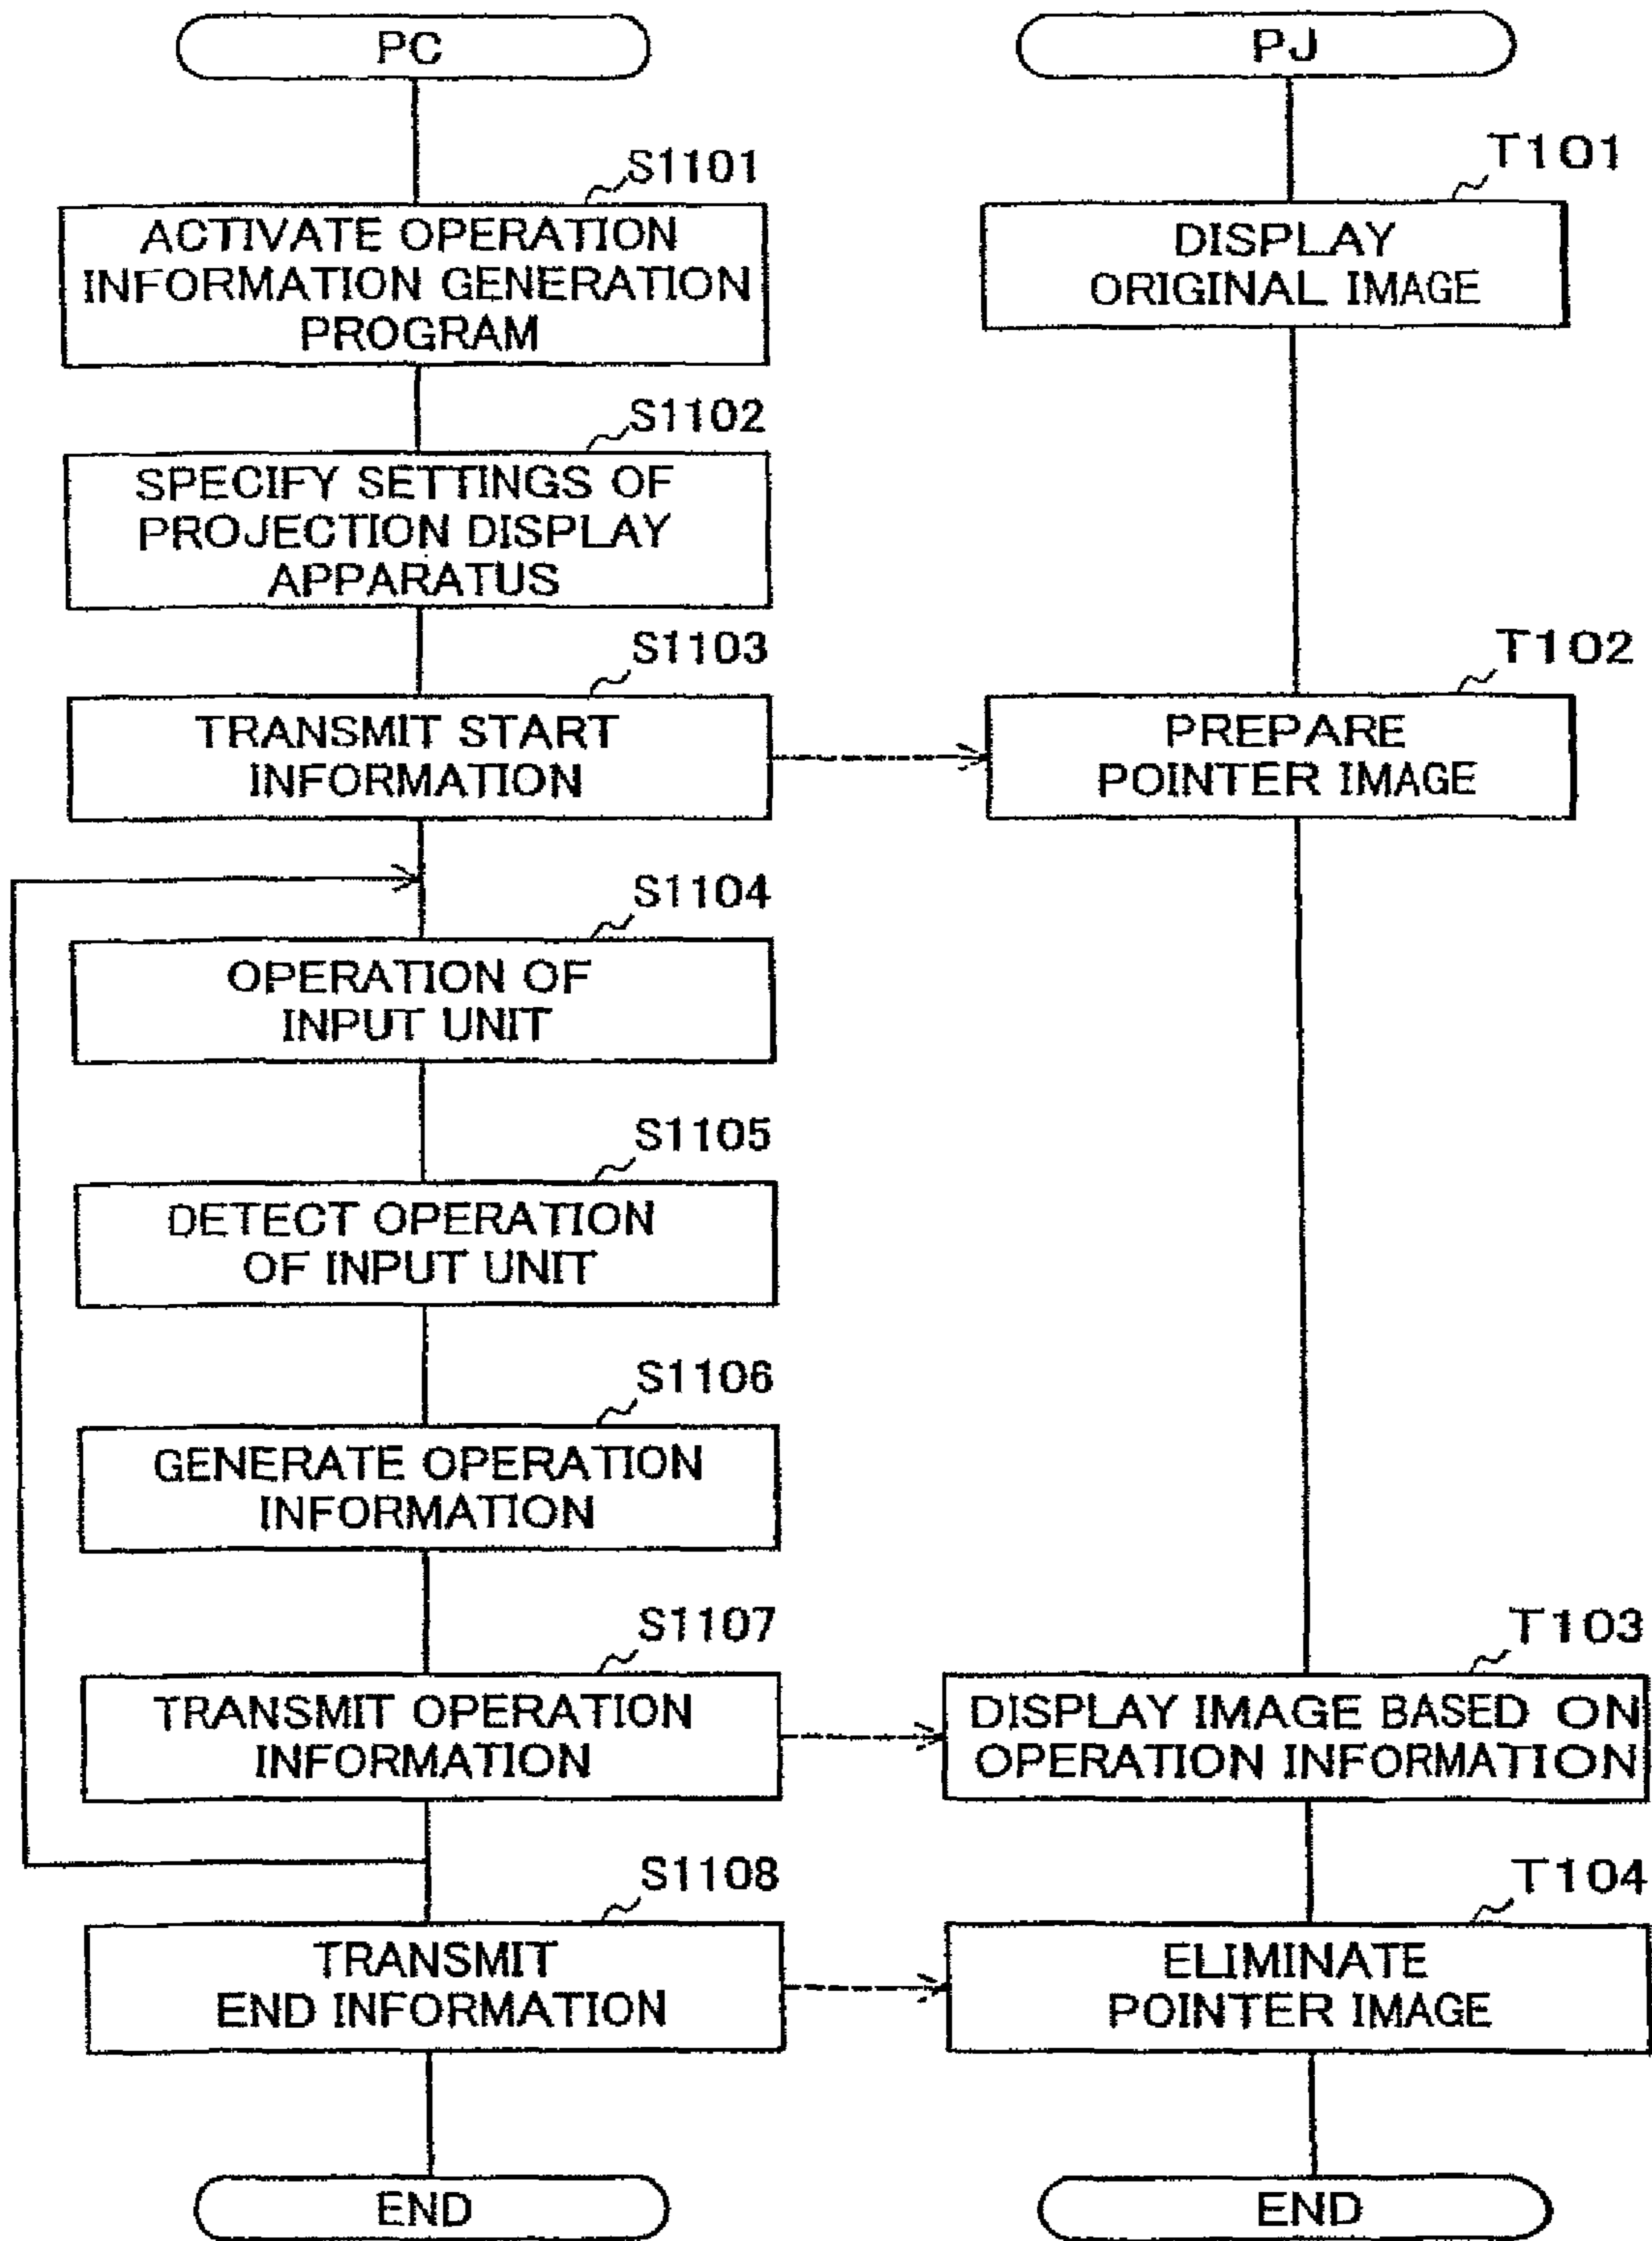 PC
S1101
ACTIVATE OPERATION
INFORMATION GENERATION
PROGRAM
S1102
SPECIFY SETTINGS OF
PROJECTION DISPLAY
APPARATUS
S1103
TRANSMIT START
INFORMATION
S1104
OPERATION OF
INPUT UNIT
S1105
DETECT OPERATION
OF INPUT UNIT
S1106
GENERATE OPERATION
INFORMATION
S1107
TRANSMIT OPERATION
INFORMATION
S1108
TRANSMIT
END INFORMATION
END
PJ
T101
DISPLAY
ORIGINAL IMAGE
T102
PREPARE
POINTER IMAGE
T103
DISPLAY IMAGE BASED ON
OPERATION INFORMATION
T104
ELIMINATE
POINTER IMAGE
END